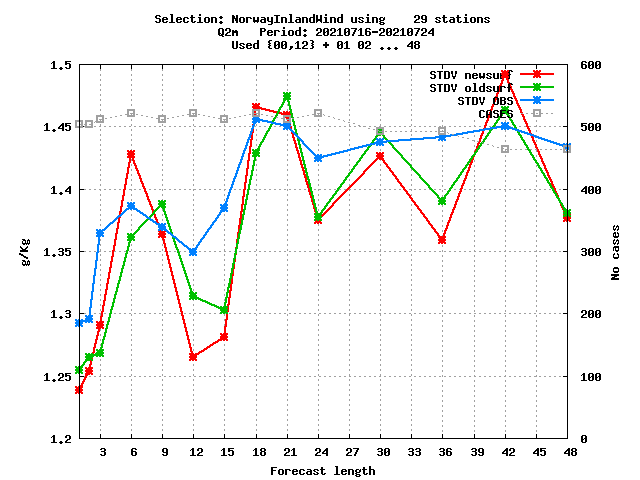 Selection: NorwayInlandWind using    29 stations
Q2m   Period: 20210716-20210724
Used {00,12} + 01 02 ... 48
STDV newsurf
STDV oldsurf
STDV OBS
CASES
1.5
1.45
1.4
1.35
1.3
1.25
1.2
g/Kg
600
500
400
300
200
100
0
No cases
3 6 9 12 15 18 21 24 27 30 33 36 39 42 45 48
Forecast length